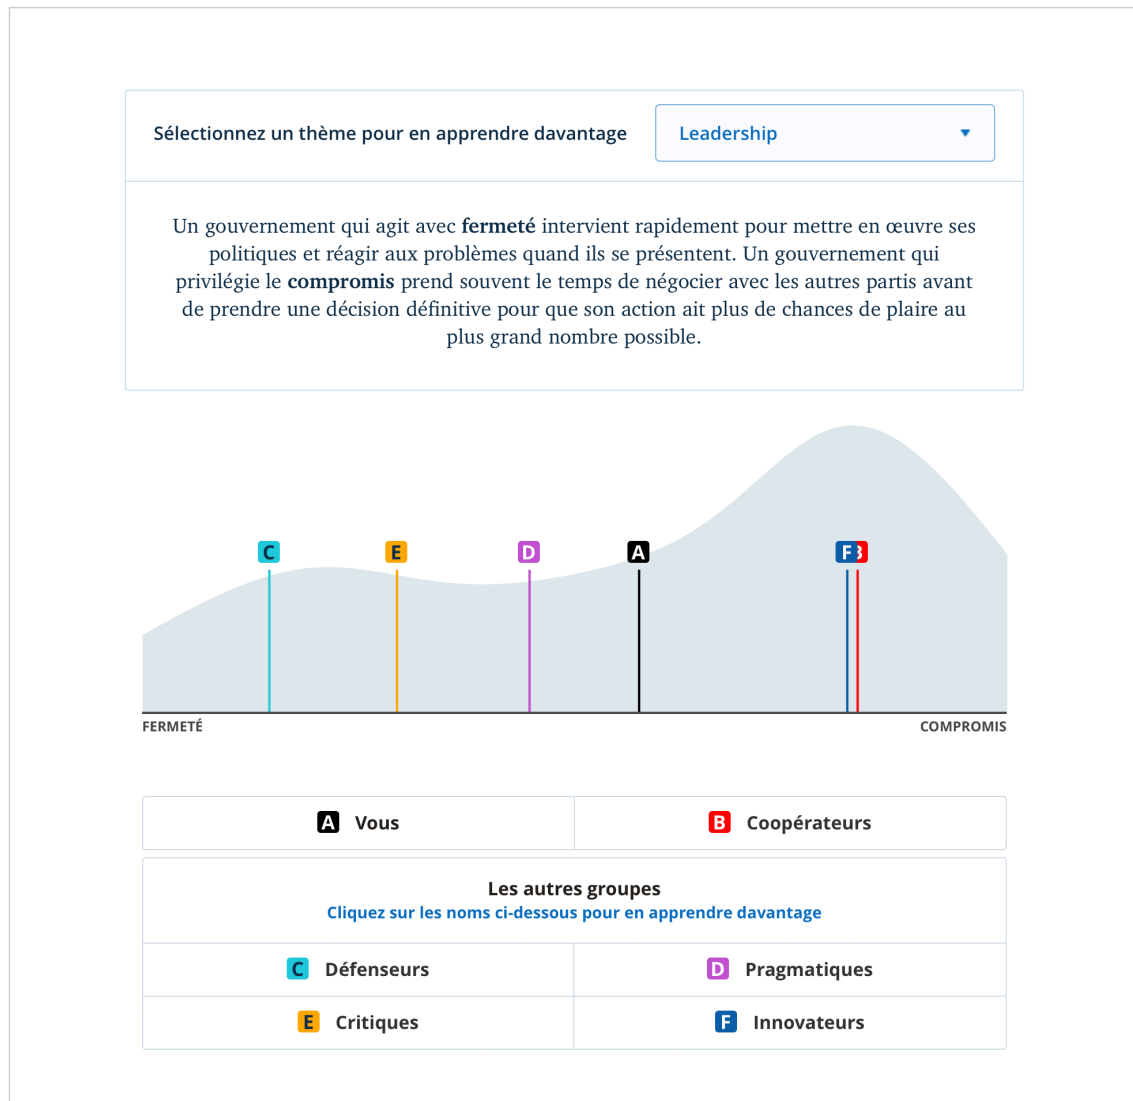 Sélectionnez un thème pour en apprendre davantage
Leadership
Un gouvernement qui agit avec fermeté intervient rapidement pour mettre en œuvre ses
politiques et réagir aux problèmes quand ils se présentent. Un gouvernement qui
privilégie le compromis prend souvent le temps de négocier avec les autres partis avant
de prendre une décision définitive pour que son action ait plus de chances de plaire au
plus grand nombre possible.
C E D A F B
FERMETÉ COMPROMIS
A Vous B Coopérateurs
Les autres groupes
Cliquez sur les noms ci-dessous pour en apprendre davantage
C Défenseurs D Pragmatiques
E Critiques F Innovateurs